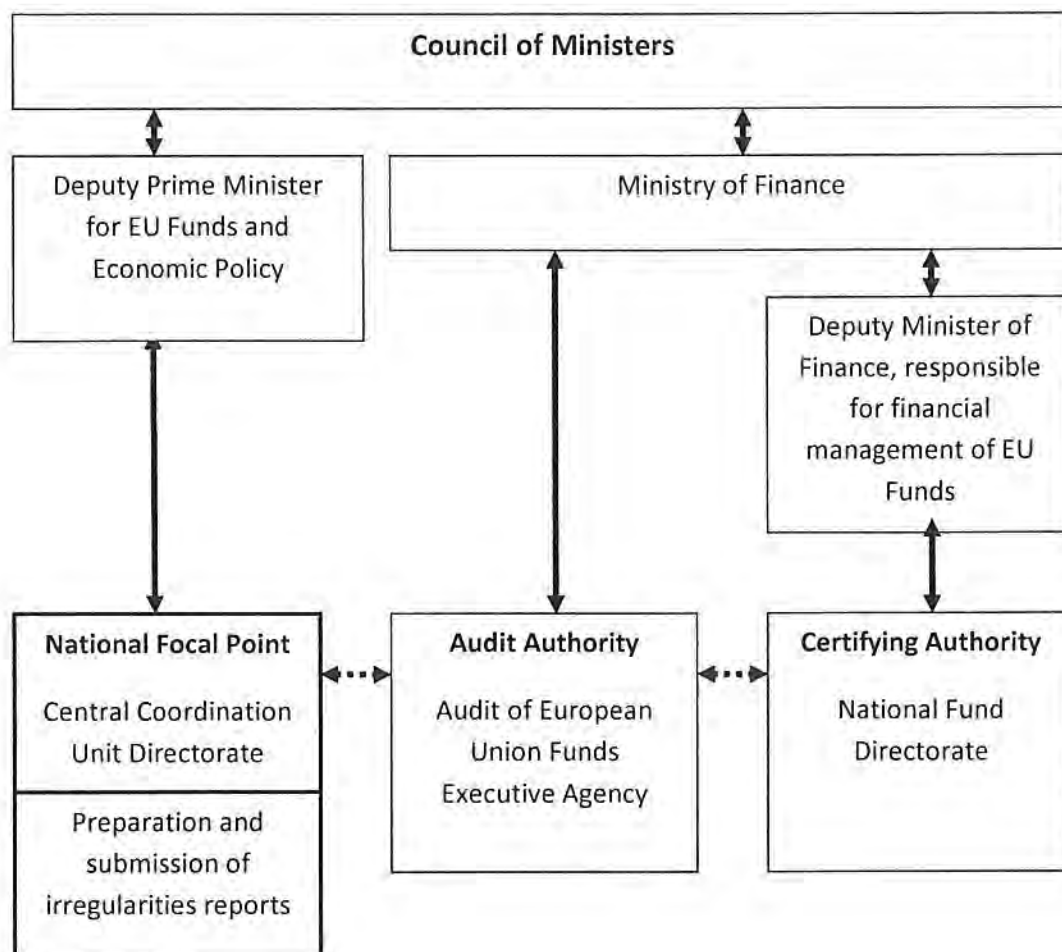 Council of Ministers
Deputy Prime Minister
for EU Funds and
Economic Policy
Ministry of Finance
Deputy Minister of
Finance, responsible
for financial
management of EU
Funds
National Focal Point
Central Coordination
Unit Directorate
Preparation and
submission of
irregularities reports
Audit Authority
Audit of European
Union Funds
Executive Agency
Certifying Authority
National Fund
Directorate